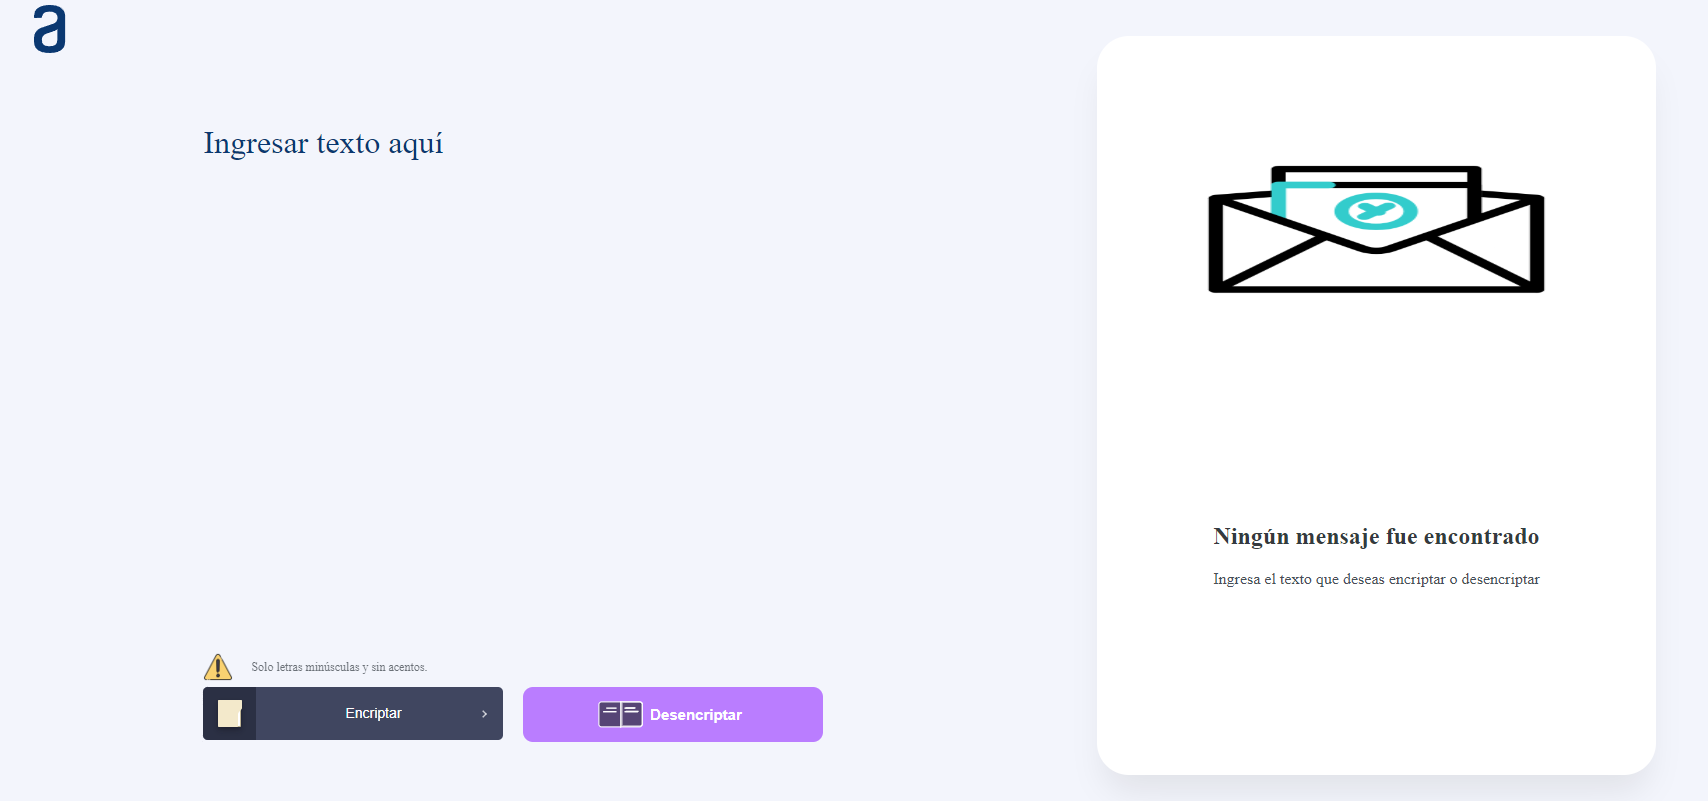 a
Ingresar texto aquí
Ningún mensaje fue encontrado
Ingresa el texto que deseas encriptar o desencriptar
Solo letras minúsculas y sin acentos.
Encriptar
Desencriptar